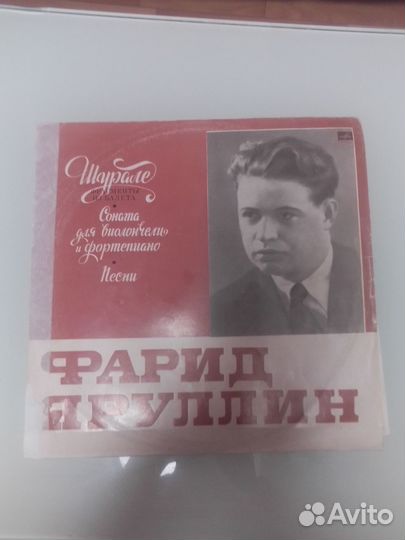 Шурале
ФРАГМЕНТЫ
ИЗ БАЛЕТА
Соната
для виолончели
и фортепиано
Песни
ФАРИД
ЯРУЛЛИН
Avito